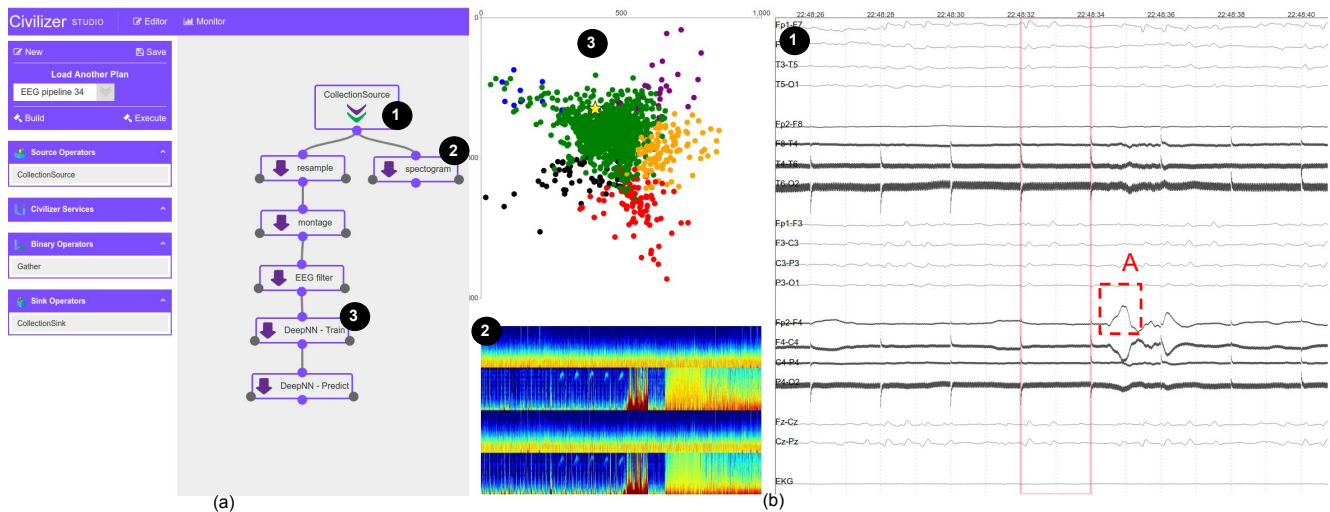 Civilizer STUDIO Editor Monitor
New Save
Load Another Plan
EEG pipeline 34
Build Execute
Source Operators
CollectionSource
Civilizer Services
Binary Operators
Gather
Sink Operators
CollectionSink
CollectionSource
1
2
resample
spectogram
montage
EEG filter
3
DeepNN - Train
DeepNN - Predict
(a)
0 500 1,000
3
2
22:48:26 22:48:28 22:48:30 22:48:32 22:48:34 22:48:36 22:48:38 22:48:40
Fp1-F7
1
T3-T5
T5-O1
Fp2-F8
F8-T4
T4-T6
T6-O2
Fp1-F3
F3-C3
C3-P3
P3-O1
A
Fp2-F4
F4-C4
C4-P4
P4-O2
Fz-Cz
Cz-Pz
EKG
(b)